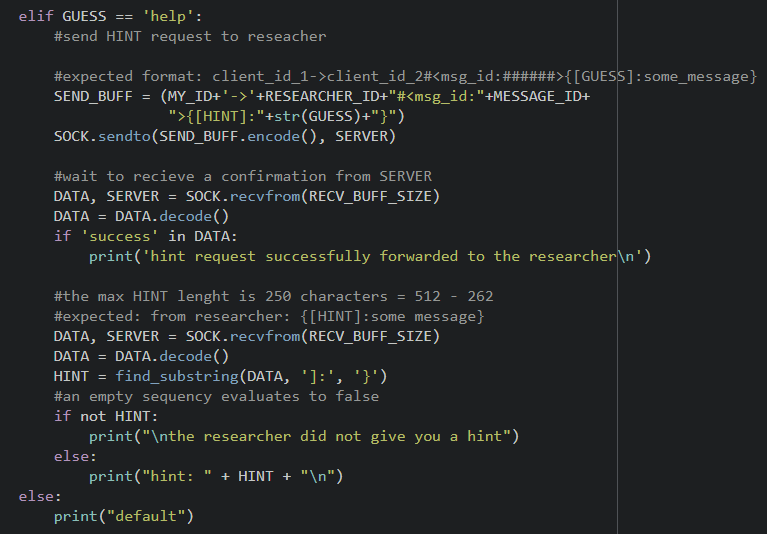 elif GUESS == 'help':
#send HINT request to reseacher
#expected format: client_id_1->client_id_2#<msg_id:######>{[GUESS]:some_message}
SEND_BUFF = (MY_ID+'->'+RESEARCHER_ID+"#<msg_id:"+MESSAGE_ID+
">{[HINT]:"+str(GUESS)+"}")
SOCK.sendto(SEND_BUFF.encode(), SERVER)
#wait to recieve a confirmation from SERVER
DATA, SERVER = SOCK.recvfrom(RECV_BUFF_SIZE)
DATA = DATA.decode()
if 'success' in DATA:
print('hint request successfully forwarded to the researcher\n')
#the max HINT lenght is 250 characters = 512 - 262
#expected: from researcher: {[HINT]:some message}
DATA, SERVER = SOCK.recvfrom(RECV_BUFF_SIZE)
DATA = DATA.decode()
HINT = find_substring(DATA, ']:', '}')
#an empty sequency evaluates to false
if not HINT:
print("\nthe researcher did not give you a hint")
else:
print("hint: " + HINT + "\n")
else:
print("default")